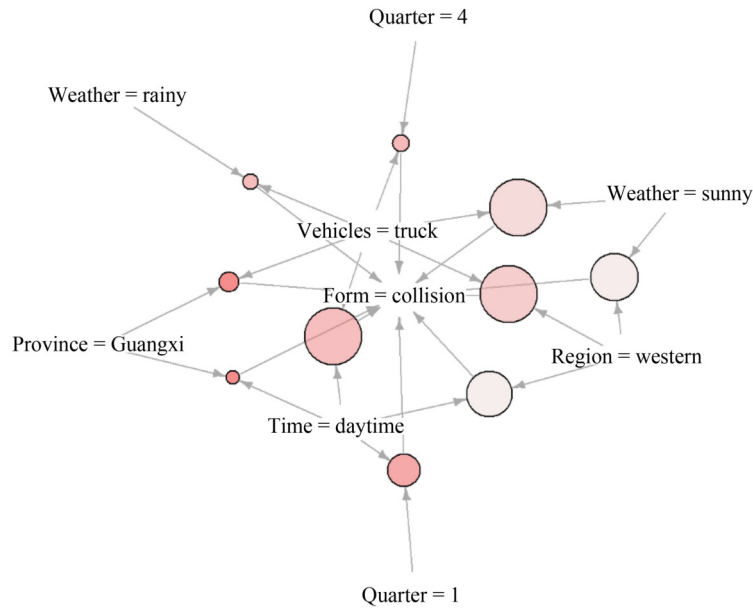 Quarter = 4
Weather = rainy
Weather = sunny
Vehicles = truck
Form = collision
Province = Guangxi
Region = western
Time = daytime
Quarter = 1